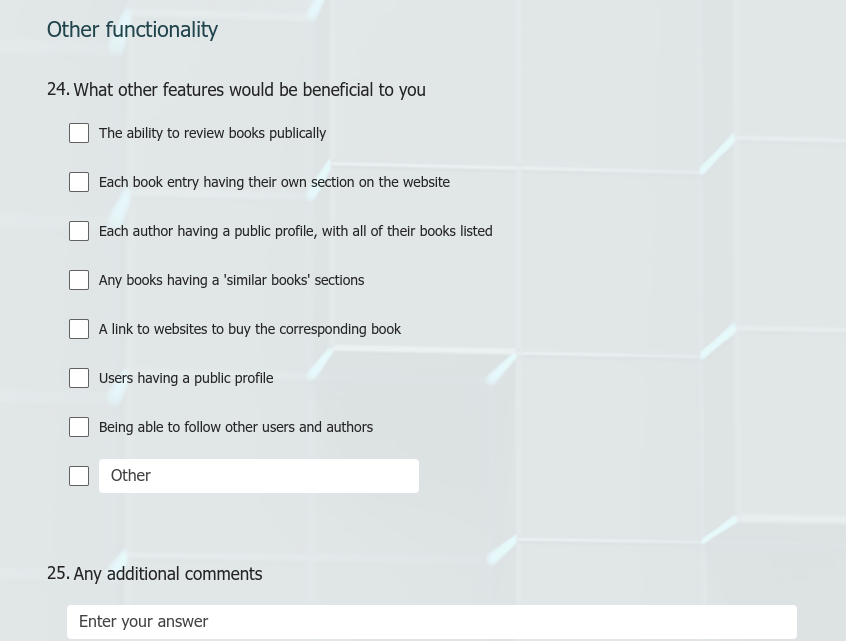 Other functionality
24. What other features would be beneficial to you
The ability to review books publically
Each book entry having their own section on the website
Each author having a public profile, with all of their books listed
Any books having a 'similar books' sections
A link to websites to buy the corresponding book
Users having a public profile
Being able to follow other users and authors
Other
25. Any additional comments
Enter your answer